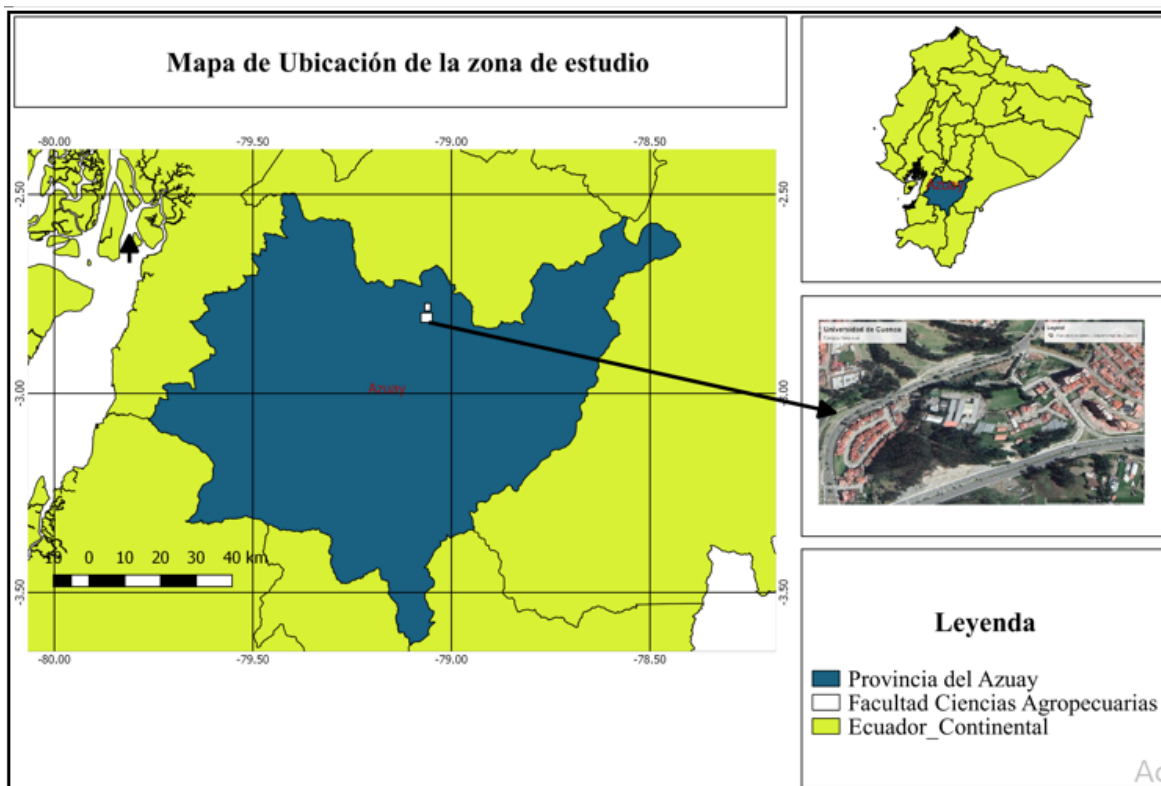 Mapa de Ubicación de la zona de estudio
-80.00
-79.50
-79.00
-78.50
-2.50
-2.50
-3.00
-3.50
-3.50
Azuay
10 0 10 20 30 40 km
-80.00
-79.50
-79.00
-78.50
Azuay
Universidad de Cuenca
Legend
Leyenda
Provincia del Azuay
Facultad Ciencias Agropecuarias
Ecuador_Continental